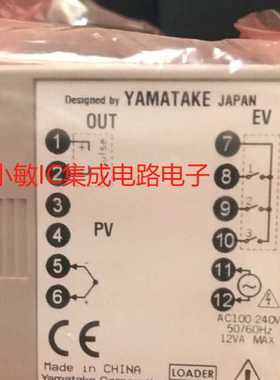 Designed by YAMATAKE JAPAN
OUT
EV
1
7
2
8
小敏IC集成电路电子
3
9
4
PV
10
5
11
6
12
AC100-240V
50/60Hz
12VA MAX
CE
Made in CHINA
LOADER
Yamatake Corporation